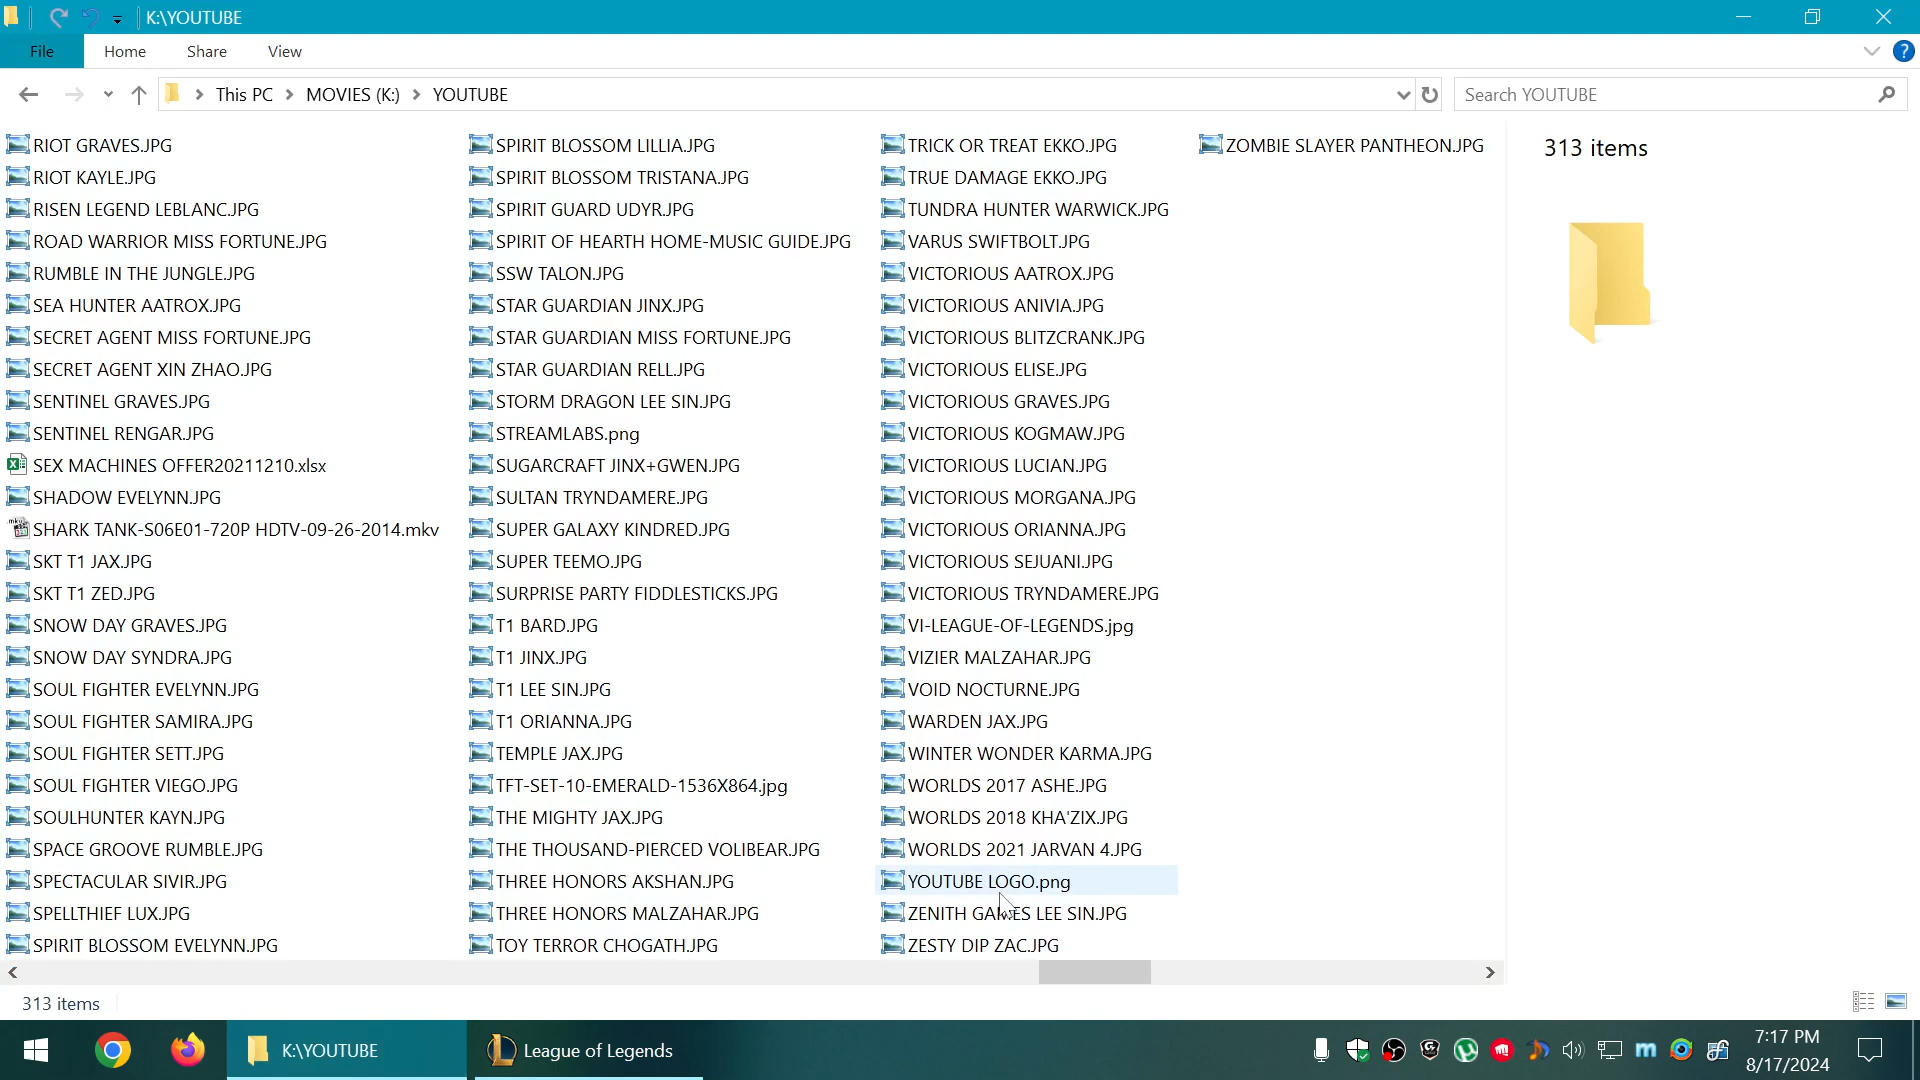 K:\YOUTUBE
File Home Share View
This PC > MOVIES (K:) > YOUTUBE
Search YOUTUBE
RIOT GRAVES.JPG
RIOT KAYLE.JPG
RISEN LEGEND LEBLANC.JPG
ROAD WARRIOR MISS FORTUNE.JPG
RUMBLE IN THE JUNGLE.JPG
SEA HUNTER AATROX.JPG
SECRET AGENT MISS FORTUNE.JPG
SECRET AGENT XIN ZHAO.JPG
SENTINEL GRAVES.JPG
SENTINEL RENGAR.JPG
SEX MACHINES OFFER20211210.xlsx
SHADOW EVELYNN.JPG
SHARK TANK-S06E01-720P HDTV-09-26-2014.mkv
SKT T1 JAX.JPG
SKT T1 ZED.JPG
SNOW DAY GRAVES.JPG
SNOW DAY SYNDRA.JPG
SOUL FIGHTER EVELYNN.JPG
SOUL FIGHTER SAMIRA.JPG
SOUL FIGHTER SETT.JPG
SOUL FIGHTER VIEGO.JPG
SOULHUNTER KAYN.JPG
SPACE GROOVE RUMBLE.JPG
SPECTACULAR SIVIR.JPG
SPELLTHIEF LUX.JPG
SPIRIT BLOSSOM EVELYNN.JPG
SPIRIT BLOSSOM LILLIA.JPG
SPIRIT BLOSSOM TRISTANA.JPG
SPIRIT GUARD UDYR.JPG
SPIRIT OF HEARTH HOME-MUSIC GUIDE.JPG
SSW TALON.JPG
STAR GUARDIAN JINX.JPG
STAR GUARDIAN MISS FORTUNE.JPG
STAR GUARDIAN RELL.JPG
STORM DRAGON LEE SIN.JPG
STREAMLABS.png
SUGARCRAFT JINX+GWEN.JPG
SULTAN TRYNDAMERE.JPG
SUPER GALAXY KINDRED.JPG
SUPER TEEMO.JPG
SURPRISE PARTY FIDDLESTICKS.JPG
T1 BARD.JPG
T1 JINX.JPG
T1 LEE SIN.JPG
T1 ORIANNA.JPG
TEMPLE JAX.JPG
TFT-SET-10-EMERALD-1536X864.jpg
THE MIGHTY JAX.JPG
THE THOUSAND-PIERCED VOLIBEAR.JPG
THREE HONORS AKSHAN.JPG
THREE HONORS MALZAHAR.JPG
TOY TERROR CHOGATH.JPG
TRICK OR TREAT EKKO.JPG
TRUE DAMAGE EKKO.JPG
TUNDRA HUNTER WARWICK.JPG
VARUS SWIFTBOLT.JPG
VICTORIOUS AATROX.JPG
VICTORIOUS ANIVIA.JPG
VICTORIOUS BLITZCRANK.JPG
VICTORIOUS ELISE.JPG
VICTORIOUS GRAVES.JPG
VICTORIOUS KOGMAW.JPG
VICTORIOUS LUCIAN.JPG
VICTORIOUS MORGANA.JPG
VICTORIOUS ORIANNA.JPG
VICTORIOUS SEJUANI.JPG
VICTORIOUS TRYNDAMERE.JPG
VI-LEAGUE-OF-LEGENDS.jpg
VIZIER MALZAHAR.JPG
VOID NOCTURNE.JPG
WARDEN JAX.JPG
WINTER WONDER KARMA.JPG
WORLDS 2017 ASHE.JPG
WORLDS 2018 KHA'ZIX.JPG
WORLDS 2021 JARVAN 4.JPG
YOUTUBE LOGO.png
ZENITH GAMES LEE SIN.JPG
ZESTY DIP ZAC.JPG
ZOMBIE SLAYER PANTHEON.JPG
313 items
313 items
K:\YOUTUBE
League of Legends
7:17 PM
8/17/2024